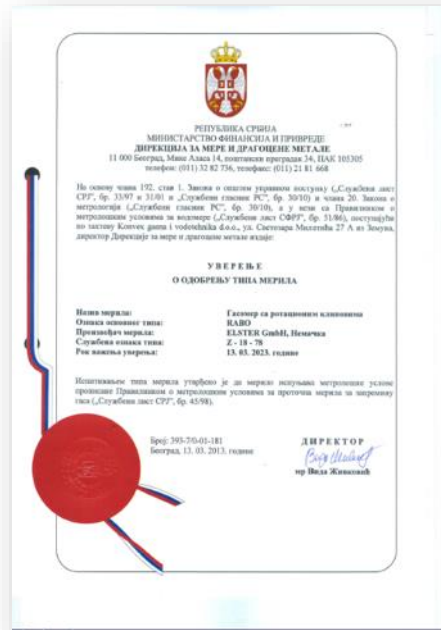 РЕПУБЛИКА СРБИЈА
МИНИСТАРСТВО ФИНАНСИЈА И ПРИВРЕДЕ
ДИРЕКЦИЈА ЗА МЕРЕ И ДРАГОЦЕНЕ МЕТАЛЕ
11 000 Београд, Мике Аласа 14, поштански преградак 34, ПАК 105305
телефон: (011) 32 82 736, телефакс: (011) 21 81 668
На основу члана 192. став 1. Закона о општем управном поступку („Службени лист
СРЈ", бр. 33/97 и 31/01 и „Службени гласник РС", бр. 30/10) и члана 20. Закона о
метрологији („Службени гласник РС", бр. 30/10), а у вези са Правилником о
метролошким условима за водомере („Службени лист СФРЈ", бр. 51/86), поступајући
по захтеву Konvex gasna i vodotehnika d.o.o., ул. Светозара Милетића 27 А из Земуна,
директор Дирекције за мере и драгоцене метале издаје:
УВЕРЕЊЕ
О ОДОБРЕЊУ ТИПА МЕРИЛА
Назив мерила: Гасомер са ротационим клиповима
Ознака основног типа: RABO
Произвођач мерила: ELSTER GmbH, Немачка
Службена ознака типа: Z - 18 - 78
Рок важења уверења: 13. 03. 2023. године
Испитивањем типа мерила утврђено је да мерило испуњава метролошке услове
прописане Правилником о метролошким условима за проточна мерила за запремину
гаса („Службени лист СРЈ", бр. 45/98).
Број: 393-7/0-01-181
Београд, 13. 03. 2013. године
ДИРЕКТОР
мр Вида Живковић